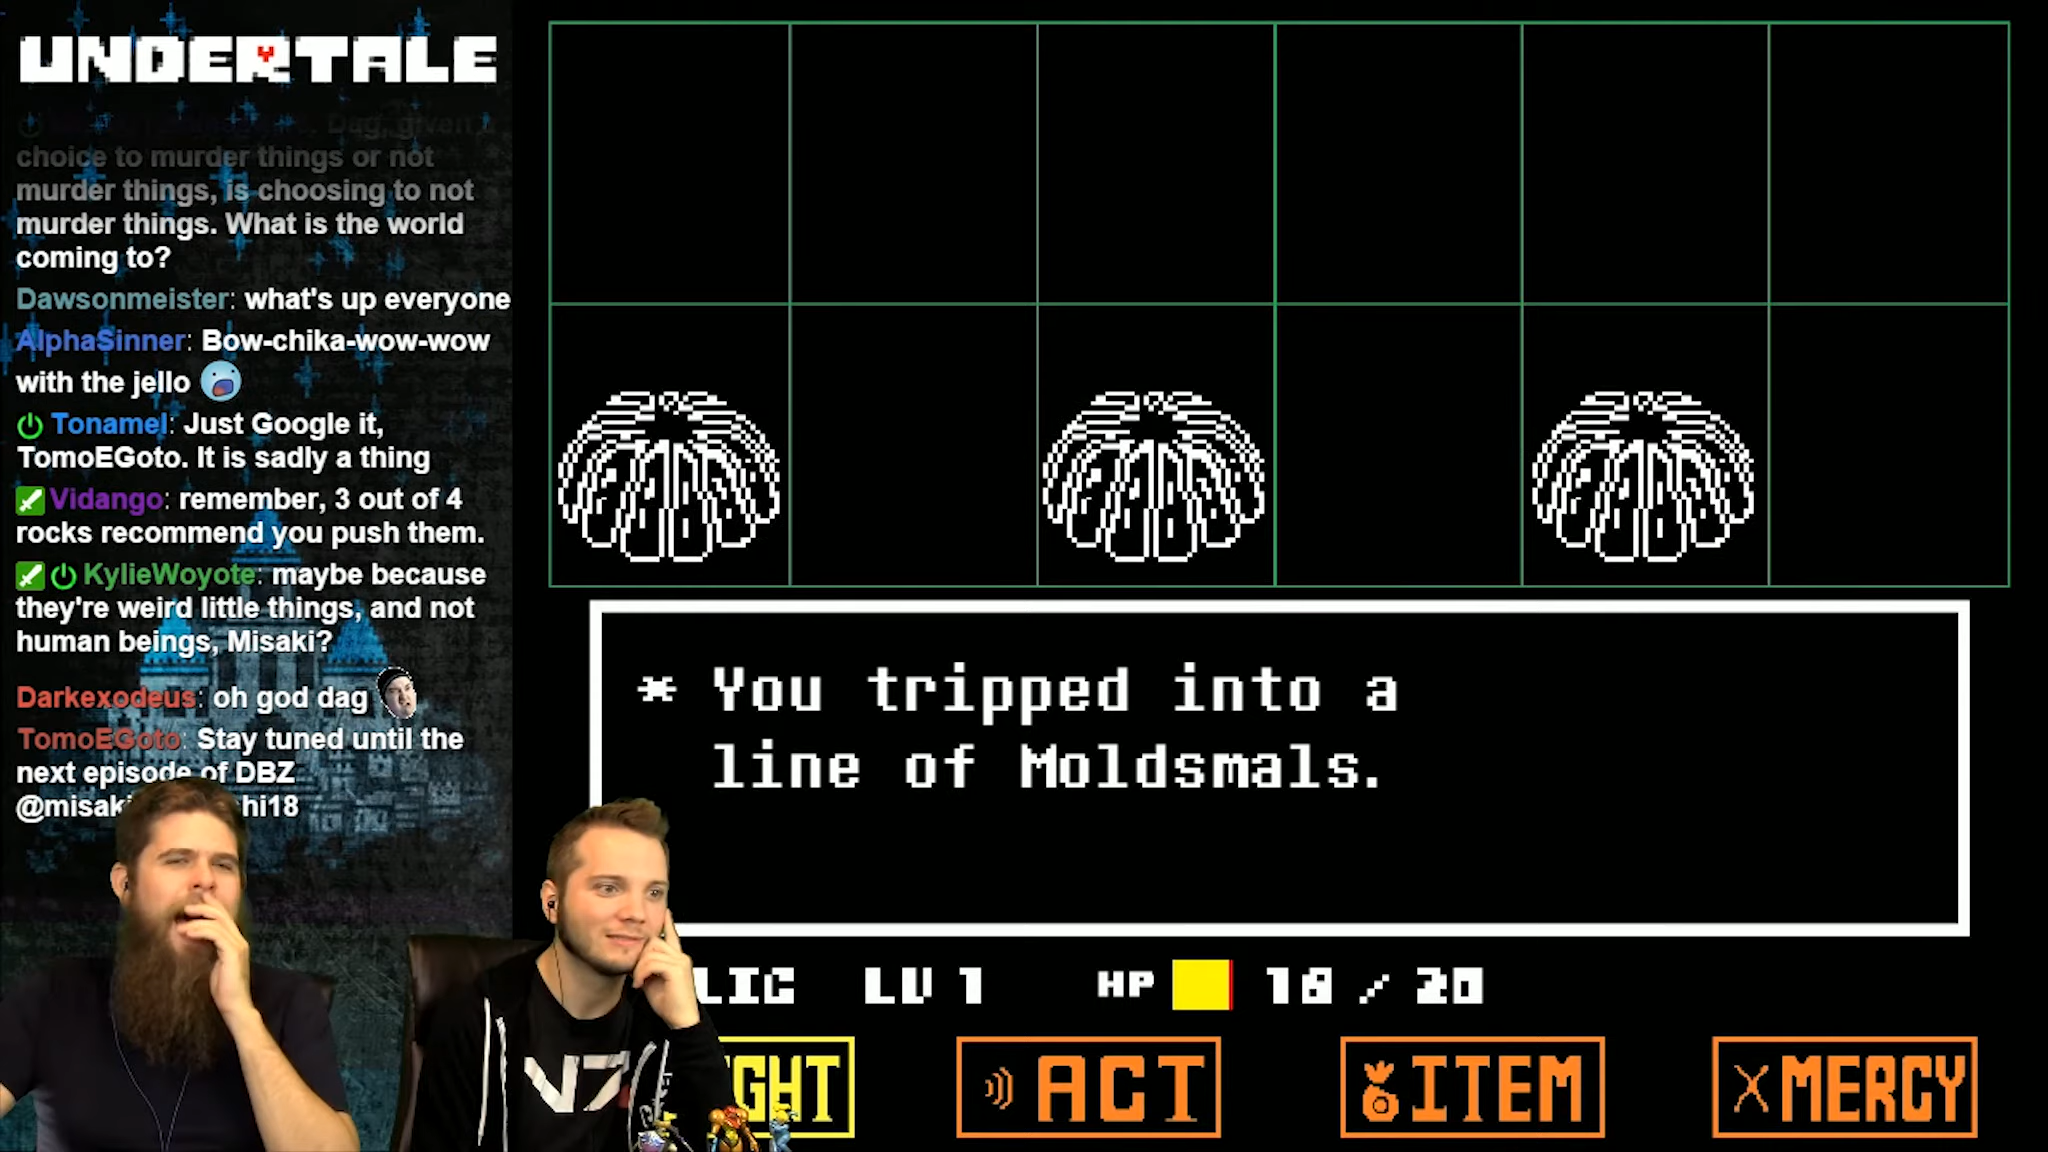 UNDERTALE
Dag, given a
choice to murder things or not
murder things, is choosing to not
murder things. What is the world
coming to?
Dawsonmeister: what's up everyone
AlphaSinner: Bow-chika-wow-wow
with the jello
Tonamel: Just Google it,
TomoEGoto. It is sadly a thing
Vidango: remember, 3 out of 4
rocks recommend you push them.
KylieWoyote: maybe because
they're weird little things, and not
human beings, Misaki?
Darkexodeus: oh god dag
TomoEGoto: Stay tuned until the
next episode of DBZ
* You tripped into a
line of Moldsmals.
LV 1 HP 18 / 20
ACT ITEM MERCY
N7